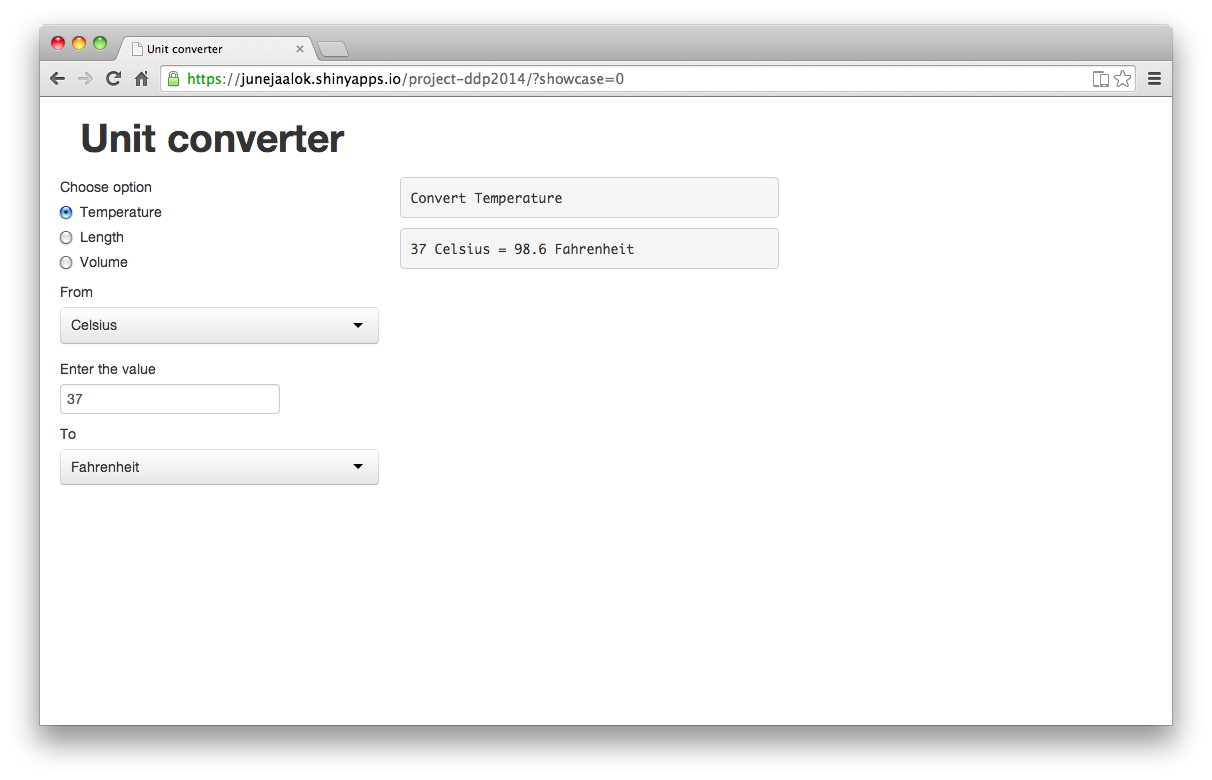 Unit converter
https://junejaalok.shinyapps.io/project-ddp2014/?showcase=0
Unit converter
Choose option
Temperature
Length
Volume
From
Celsius
Enter the value
37
To
Fahrenheit
Convert Temperature
37 Celsius = 98.6 Fahrenheit